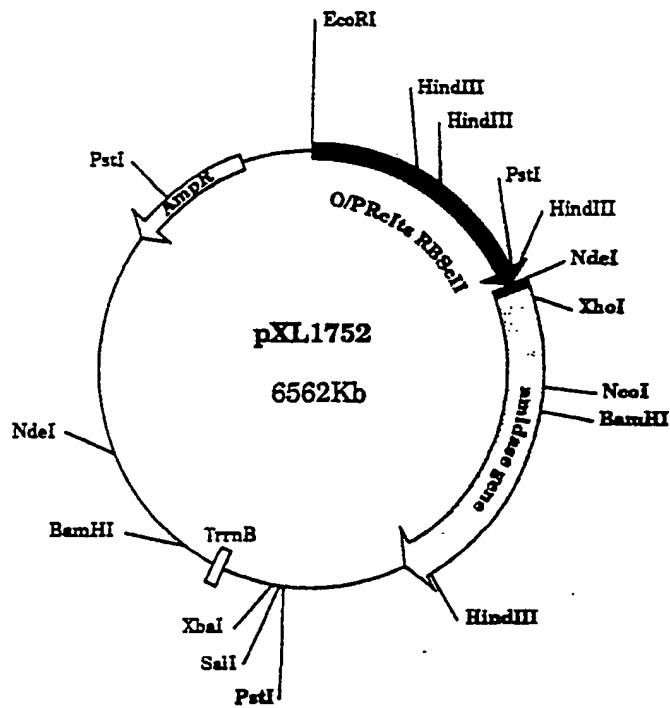 EcoRI
HindIII
HindIII
PstI
HindIII
NdeI
XhoI
NcoI
BamHI
HindIII
PstI
SalI
XbaI
TrrnB
BamHI
NdeI
PstI
AmpR
O/PRcIts RBScII
amidase gene
pXL1752
6562Kb